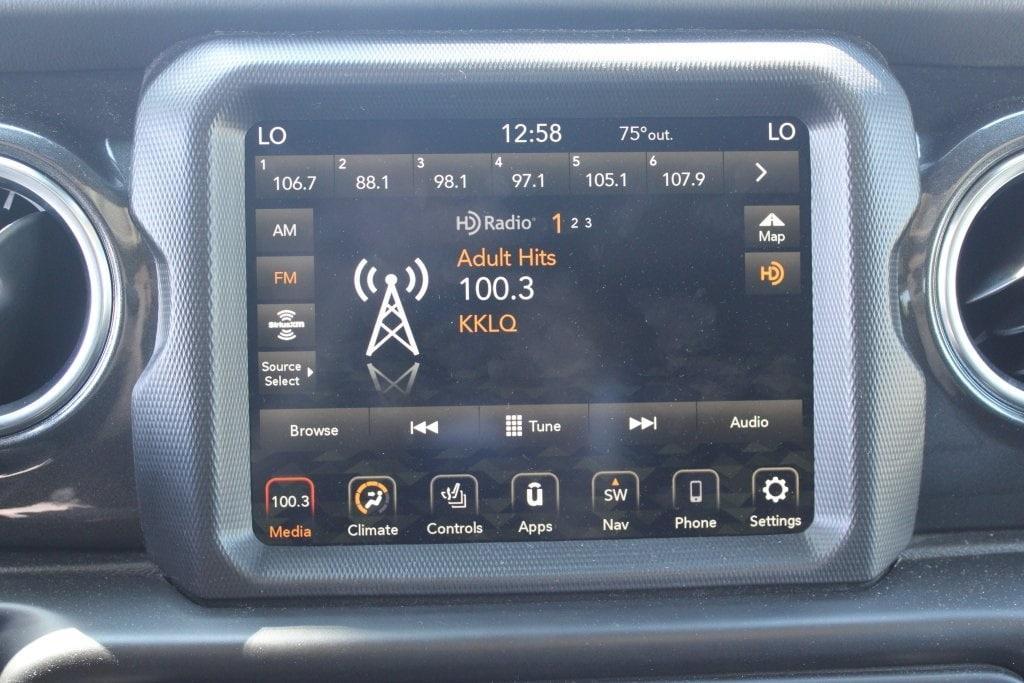 LO 12:58 75°out. LO
1 2 3 4 5 6
106.7 88.1 98.1 97.1 105.1 107.9
HD Radio 1 2 3
AM
Map
Adult Hits
FM
HD
100.3
SiriusXM
KKLQ
Source
Select
Browse Tune Audio
100.3 SW
Media Climate Controls Apps Nav Phone Settings